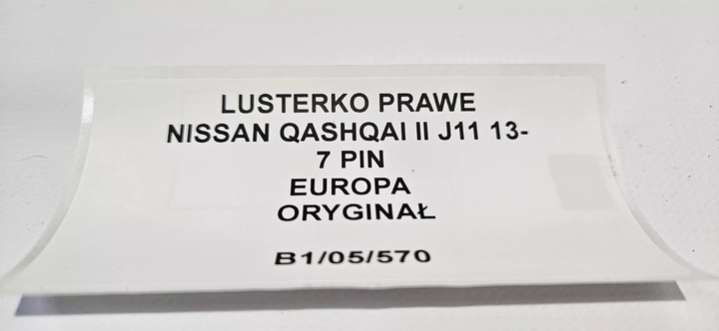 LUSTERKO PRAWE
NISSAN QASHQAI II J11 13-
7 PIN
EUROPA
ORYGINAŁ
B1/05/570